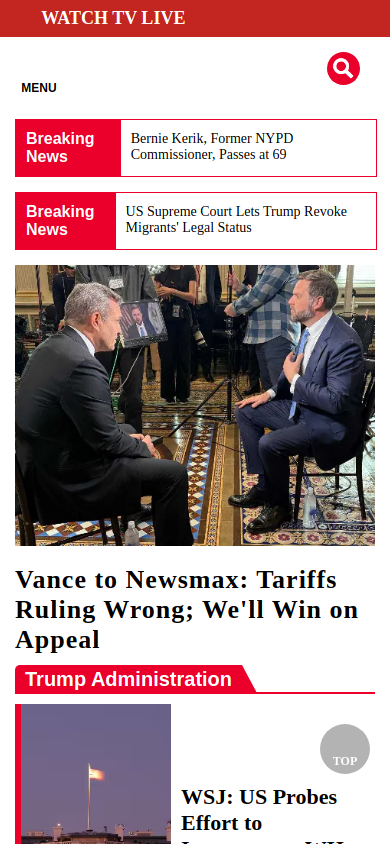 WATCH TV LIVE
MENU
Breaking
News
Bernie Kerik, Former NYPD
Commissioner, Passes at 69
Breaking
News
US Supreme Court Lets Trump Revoke
Migrants' Legal Status
Vance to Newsmax: Tariffs
Ruling Wrong; We'll Win on
Appeal
Trump Administration
TOP
WSJ: US Probes
Effort to